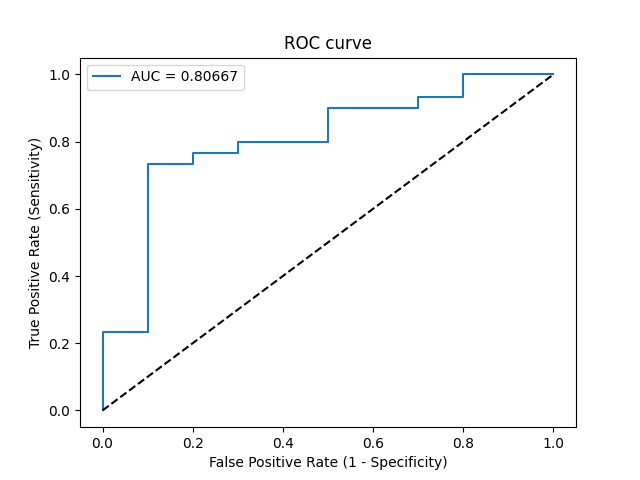 ROC curve
AUC = 0.80667
True Positive Rate (Sensitivity)
1.0
0.8
0.6
0.4
0.2
0.0
0.0 0.2 0.4 0.6 0.8 1.0
False Positive Rate (1 - Specificity)